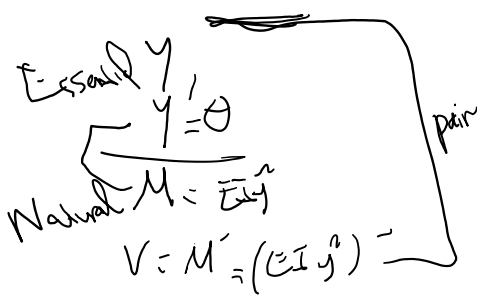 Essential y
y' = θ
pair
Natural M = EIy"
V = M' = (EIy")'